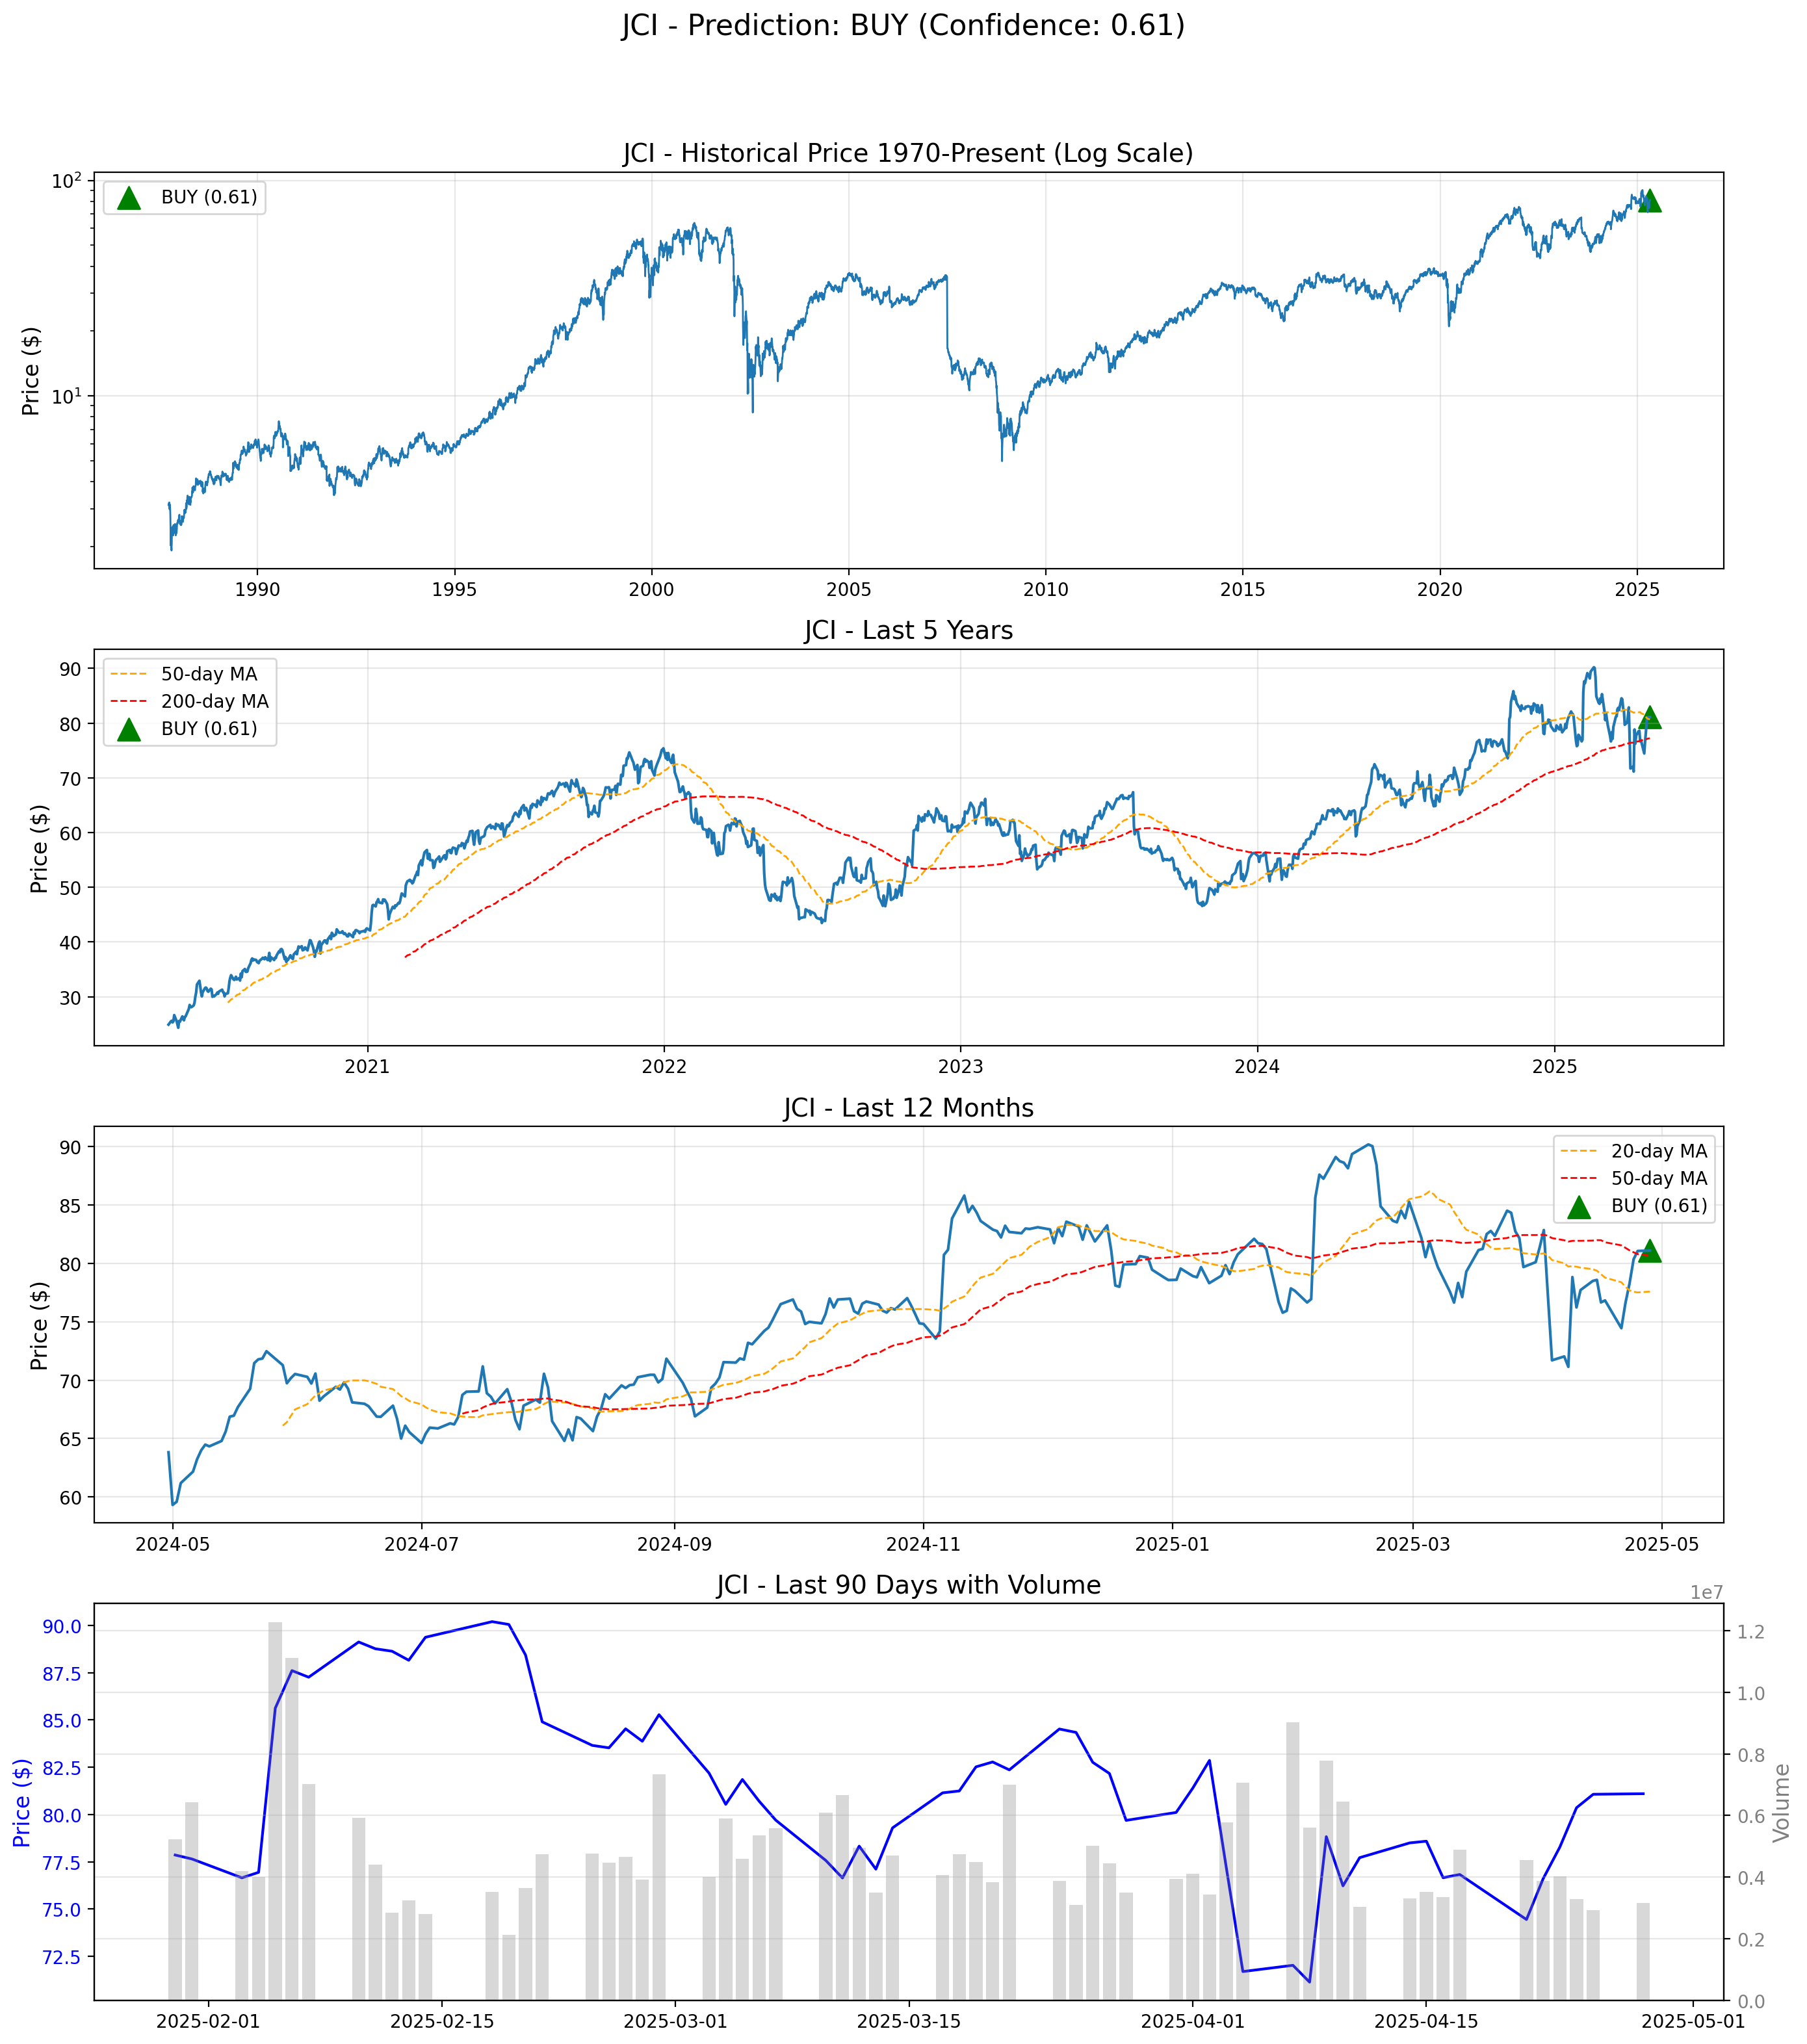 JCI - Prediction: BUY (Confidence: 0.61)
JCI - Historical Price 1970-Present (Log Scale)
BUY (0.61)
Price ($)
10²
10¹
1990 1995 2000 2005 2010 2015 2020 2025
JCI - Last 5 Years
50-day MA
200-day MA
BUY (0.61)
Price ($)
90
80
70
60
50
40
30
2021 2022 2023 2024 2025
JCI - Last 12 Months
20-day MA
50-day MA
BUY (0.61)
Price ($)
90
85
80
75
70
65
60
2024-05 2024-07 2024-09 2024-11 2025-01 2025-03 2025-05
JCI - Last 90 Days with Volume
1e7
Price ($)
90.0
87.5
85.0
82.5
80.0
77.5
75.0
72.5
1.2
1.0
0.8
0.6
0.4
0.2
0.0
Volume
2025-02-01 2025-02-15 2025-03-01 2025-03-15 2025-04-01 2025-04-15 2025-05-01